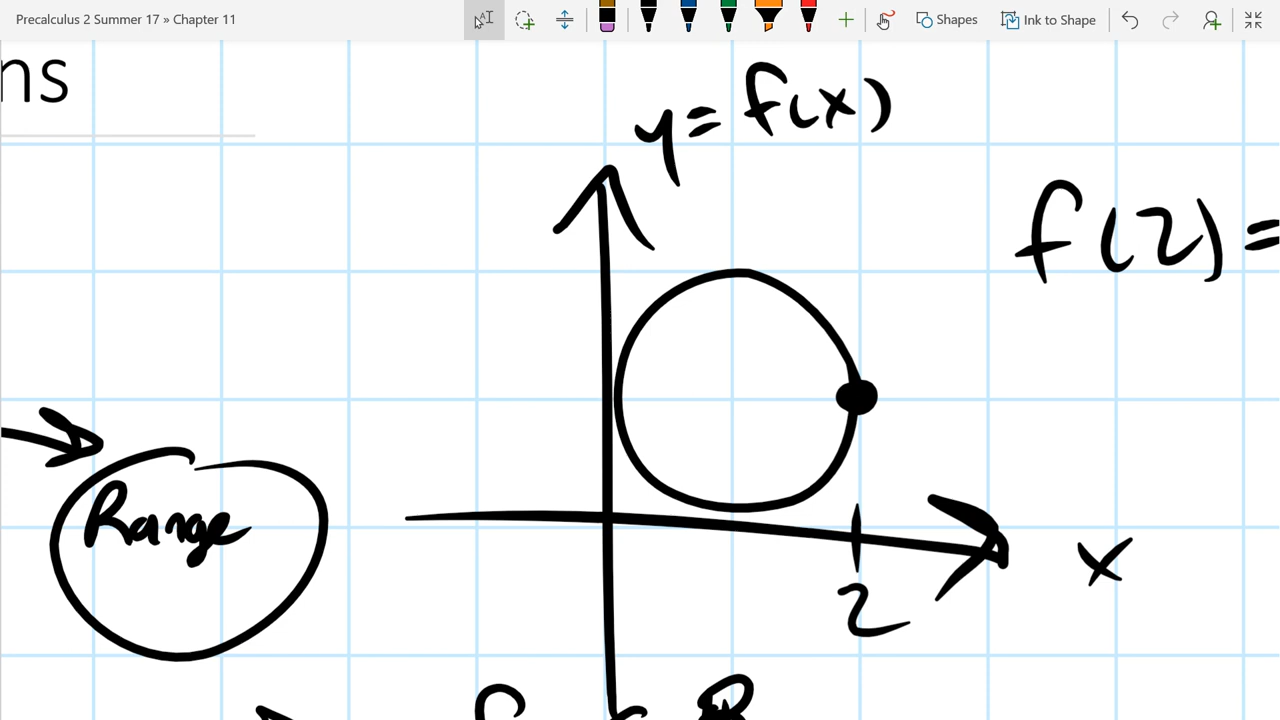 Precalculus 2 Summer 17 » Chapter 11
Shapes
Ink to Shape
ns
y = f(x)
f(2) =
Range
x
2